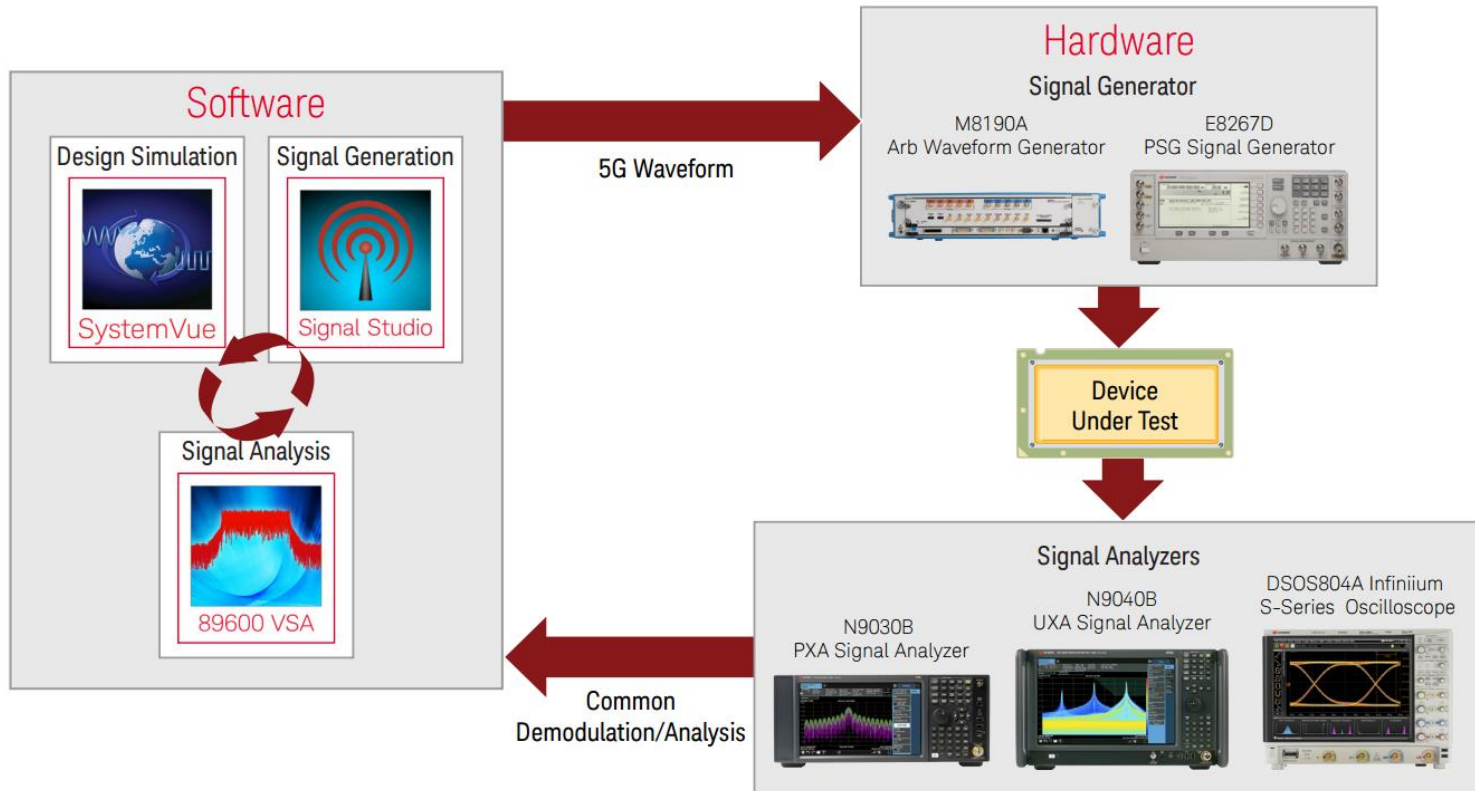 Software
Design Simulation
SystemVue
Signal Generation
Signal Studio
Signal Analysis
89600 VSA
5G Waveform
Hardware
Signal Generator
M8190A
Arb Waveform Generator
E8267D
PSG Signal Generator
Device
Under Test
Signal Analyzers
N9030B
PXA Signal Analyzer
N9040B
UXA Signal Analyzer
DSOS804A Infiniium
S-Series Oscilloscope
Common
Demodulation/Analysis